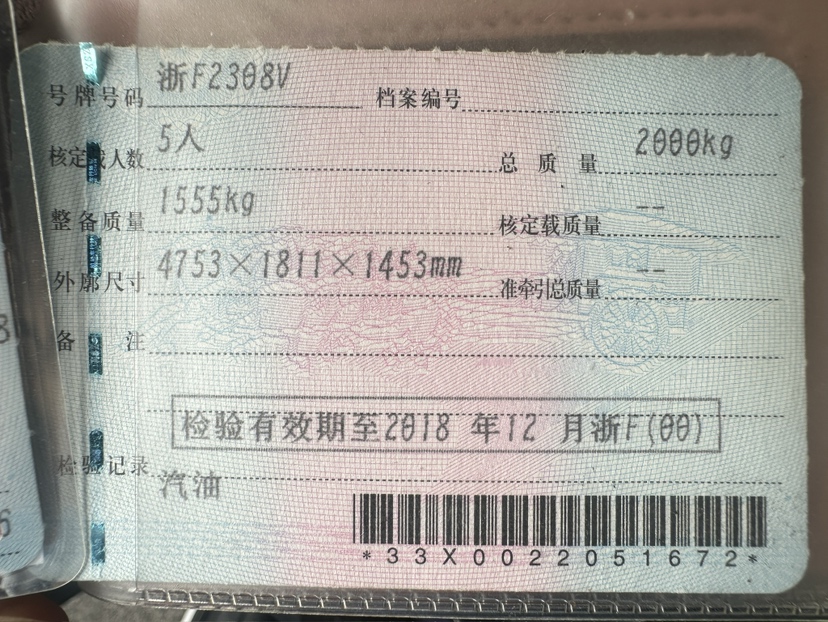 号牌号码 浙F2308V 档案编号
核定载人数 5人 总质量 2000kg
整备质量 1555kg 核定载质量 --
外廓尺寸 4753×1811×1453mm 准牵引总质量 --
备注
检验有效期至2018 年12 月浙F(00)
检验记录
汽油
*33X0022051672*
8
6